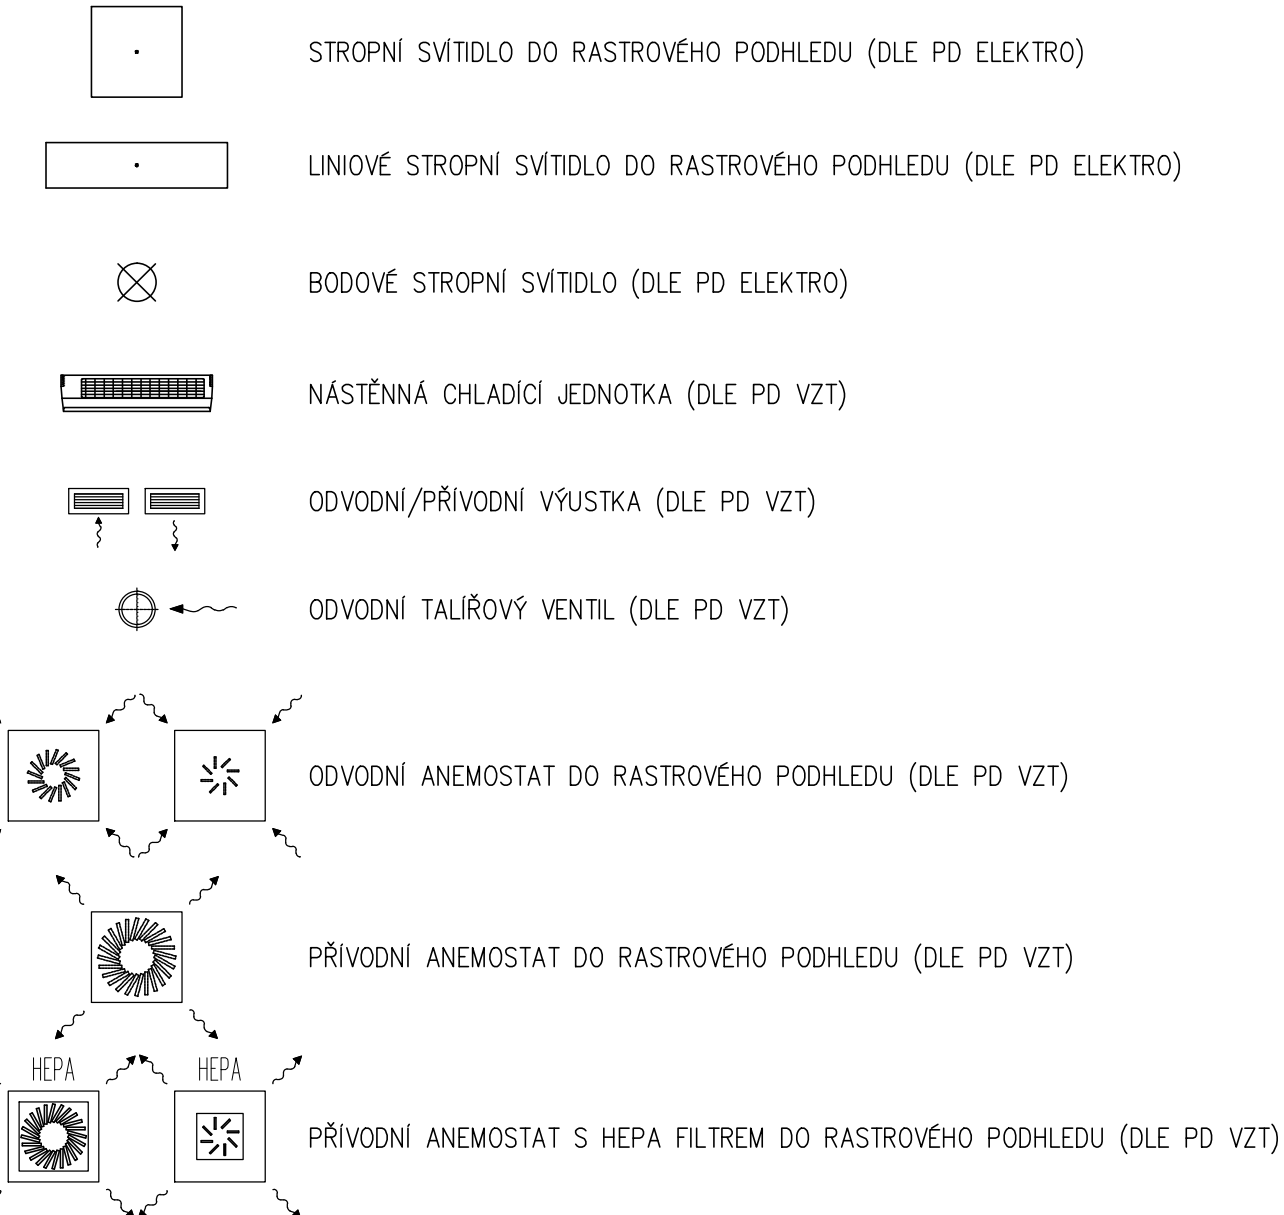 STROPNÍ SVÍTIDLO DO RASTROVÉHO PODHLEDU (DLE PD ELEKTRO)
LINIOVÉ STROPNÍ SVÍTIDLO DO RASTROVÉHO PODHLEDU (DLE PD ELEKTRO)
BODOVÉ STROPNÍ SVÍTIDLO (DLE PD ELEKTRO)
NÁSTĚNNÁ CHLADÍCÍ JEDNOTKA (DLE PD VZT)
ODVODNÍ/PŘÍVODNÍ VÝUSTKA (DLE PD VZT)
ODVODNÍ TALÍŘOVÝ VENTIL (DLE PD VZT)
ODVODNÍ ANEMOSTAT DO RASTROVÉHO PODHLEDU (DLE PD VZT)
PŘÍVODNÍ ANEMOSTAT DO RASTROVÉHO PODHLEDU (DLE PD VZT)
HEPA HEPA
PŘÍVODNÍ ANEMOSTAT S HEPA FILTREM DO RASTROVÉHO PODHLEDU (DLE PD VZT)